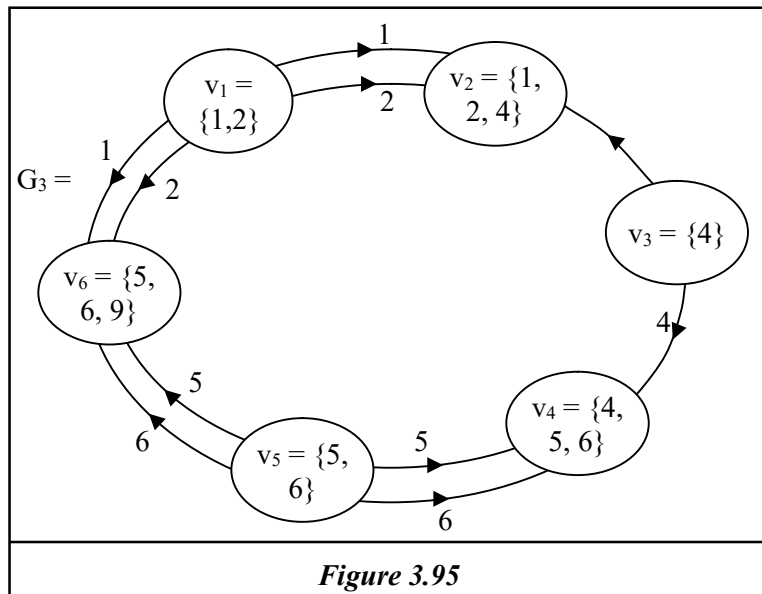 1
v1 =
{1,2}
2
v2 = {1,
2, 4}
1
2
G3 =
v3 = {4}
v6 = {5,
6, 9}
4
5
6
v4 = {4,
5, 6}
v5 = {5,
6}
5
6
Figure 3.95